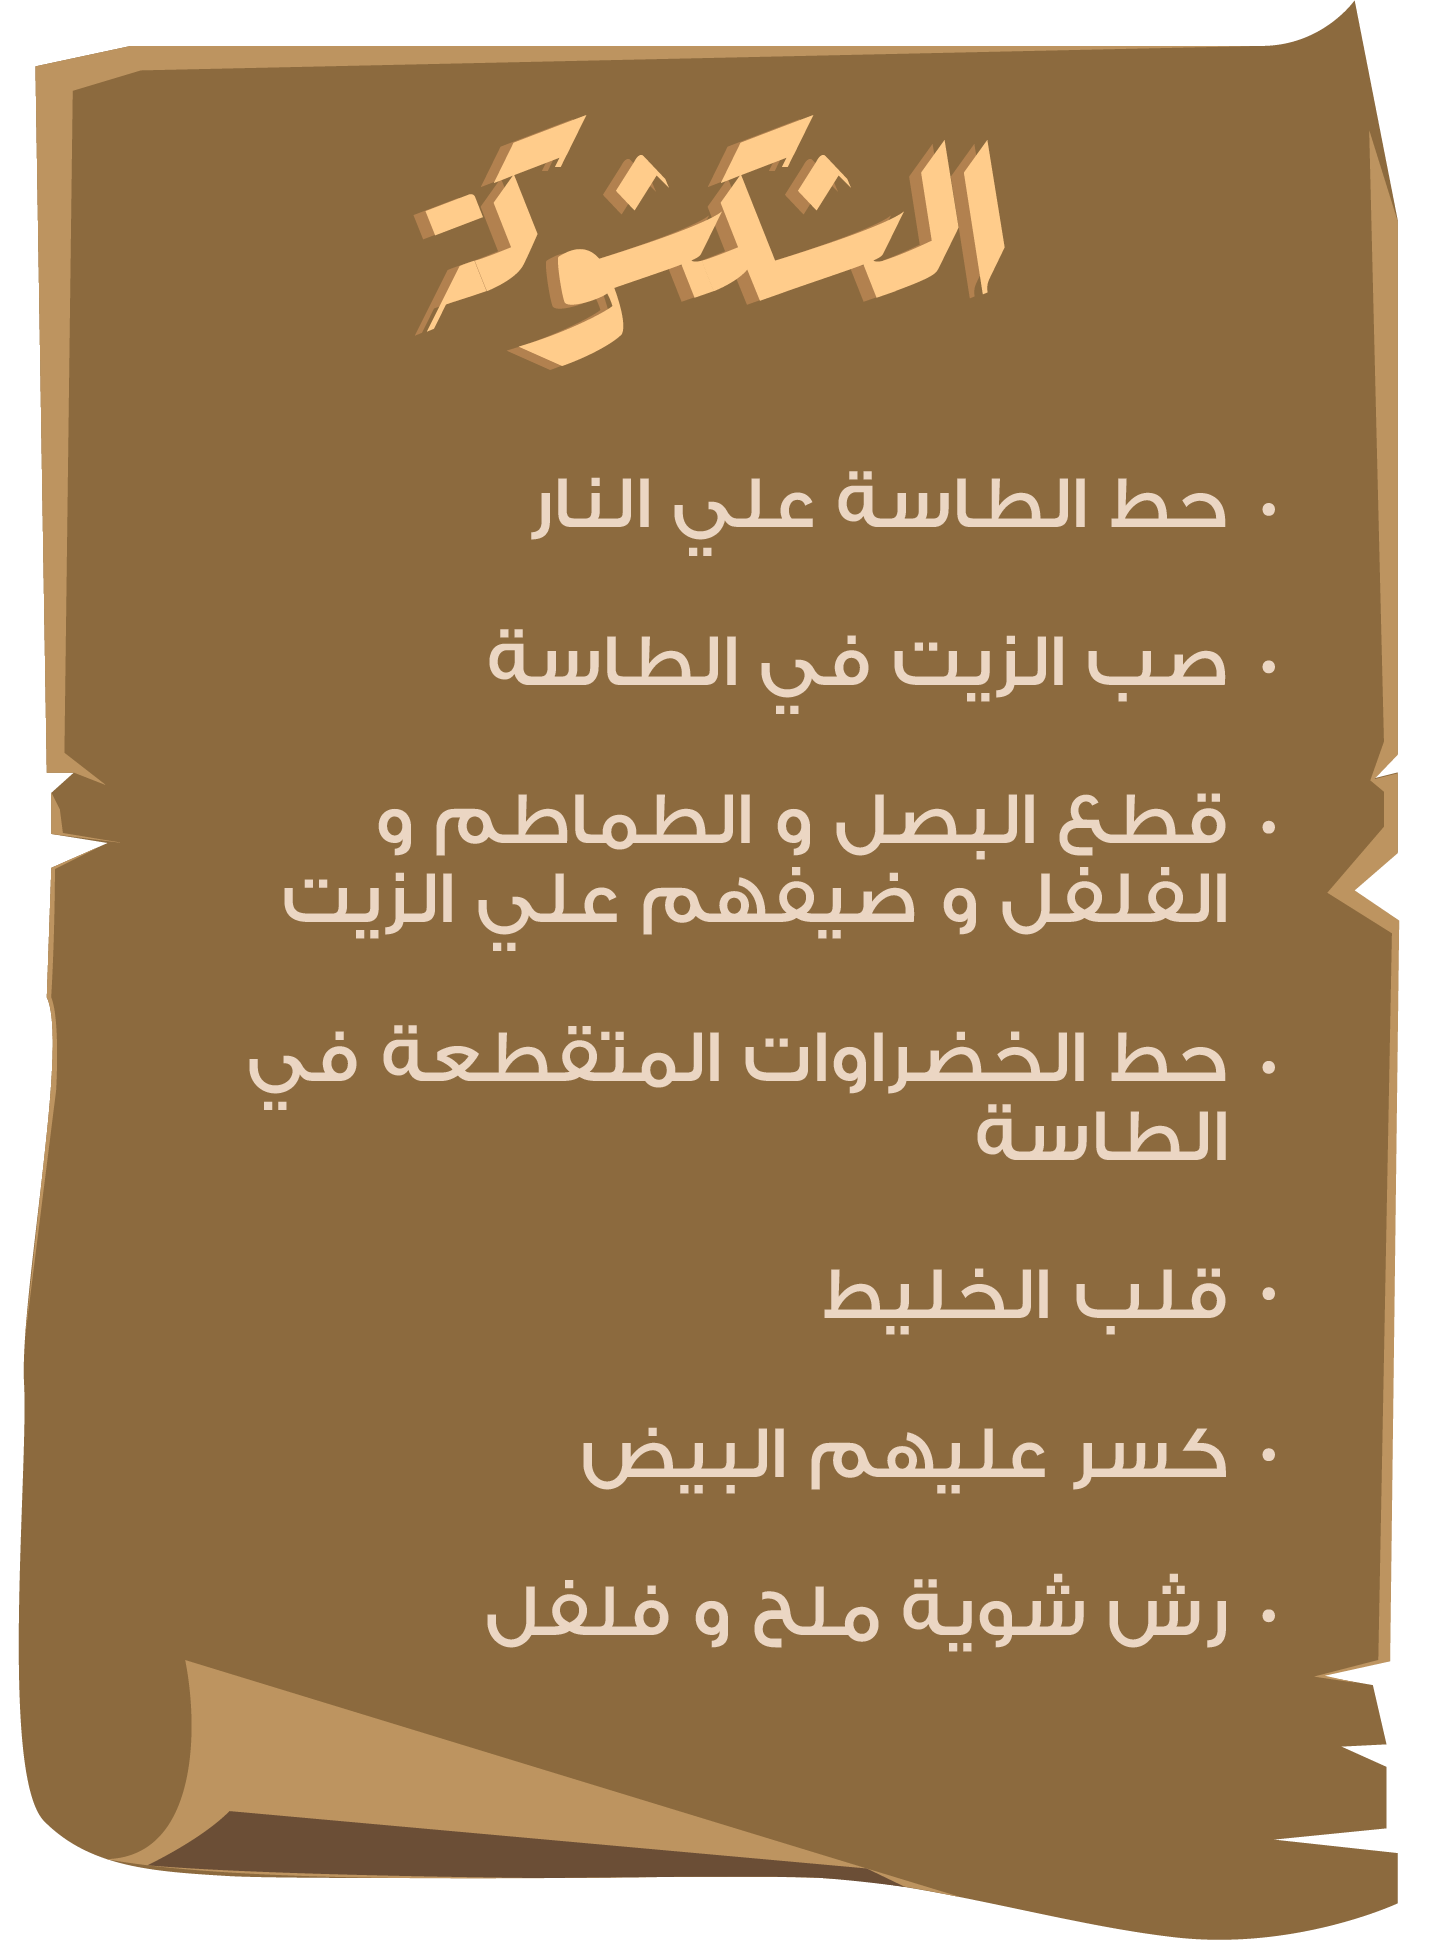 الشكشوكة
• حط الطاسة علي النار
• صب الزيت في الطاسة
• قطع البصل و الطماطم و
الفلفل و ضيفهم علي الزيت
• حط الخضراوات المتقطعة في
الطاسة
• قلب الخليط
• كسر عليهم البيض
• رش شوية ملح و فلفل